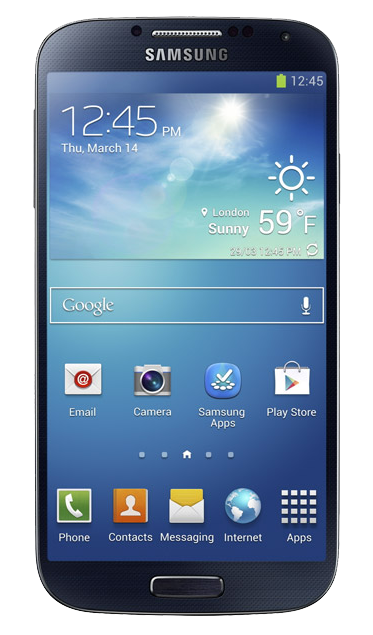 SAMSUNG
12:45
12:45 PM
Thu, March 14
London
Sunny 59°F
29/03 12:45 PM
Google
Email
Camera
Samsung
Apps
Play Store
Phone
Contacts
Messaging
Internet
Apps